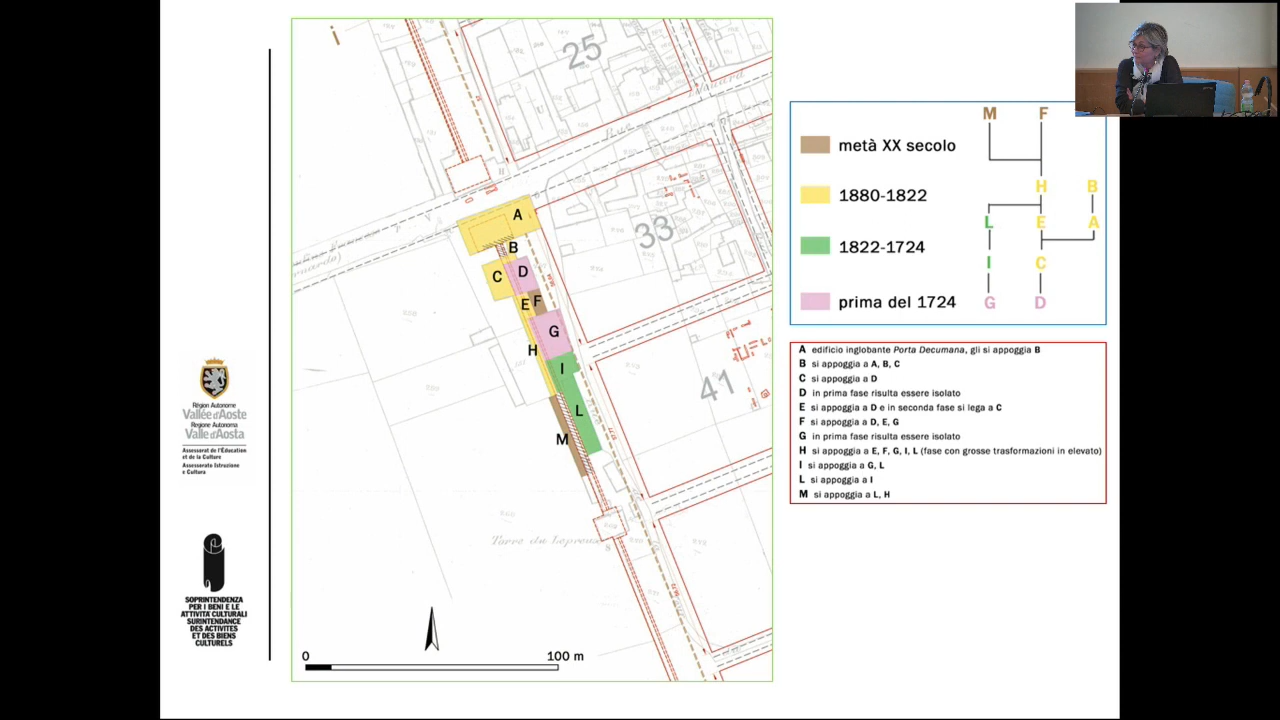 25
Rue
Edouard
33
41
A
B
C
D
E
F
G
H
I
L
M
Torre du Lepreux
0 100 m
Région Autonome
Vallée d'Aoste
Regione Autonoma
Valle d'Aosta
Assessorat de l'Éducation
et de la Culture
Assessorato Istruzione
e Cultura
SOPRINTENDENZA
PER I BENI E LE
ATTIVITÀ CULTURALI
SURINTENDANCE
DES ACTIVITES
ET DES BIENS
CULTURELS
metà XX secolo
1880-1822
1822-1724
prima del 1724
M F
H B
L E A
I C
G D
A edificio inglobante Porta Decumana, gli si appoggia B
B si appoggia a A, B, C
C si appoggia a D
D in prima fase risulta essere isolato
E si appoggia a D e in seconda fase si lega a C
F si appoggia a D, E, G
G in prima fase risulta essere isolato
H si appoggia a E, F, G, I, L (fase con grosse trasformazioni in elevato)
I si appoggia a G, L
L si appoggia a I
M si appoggia a L, H